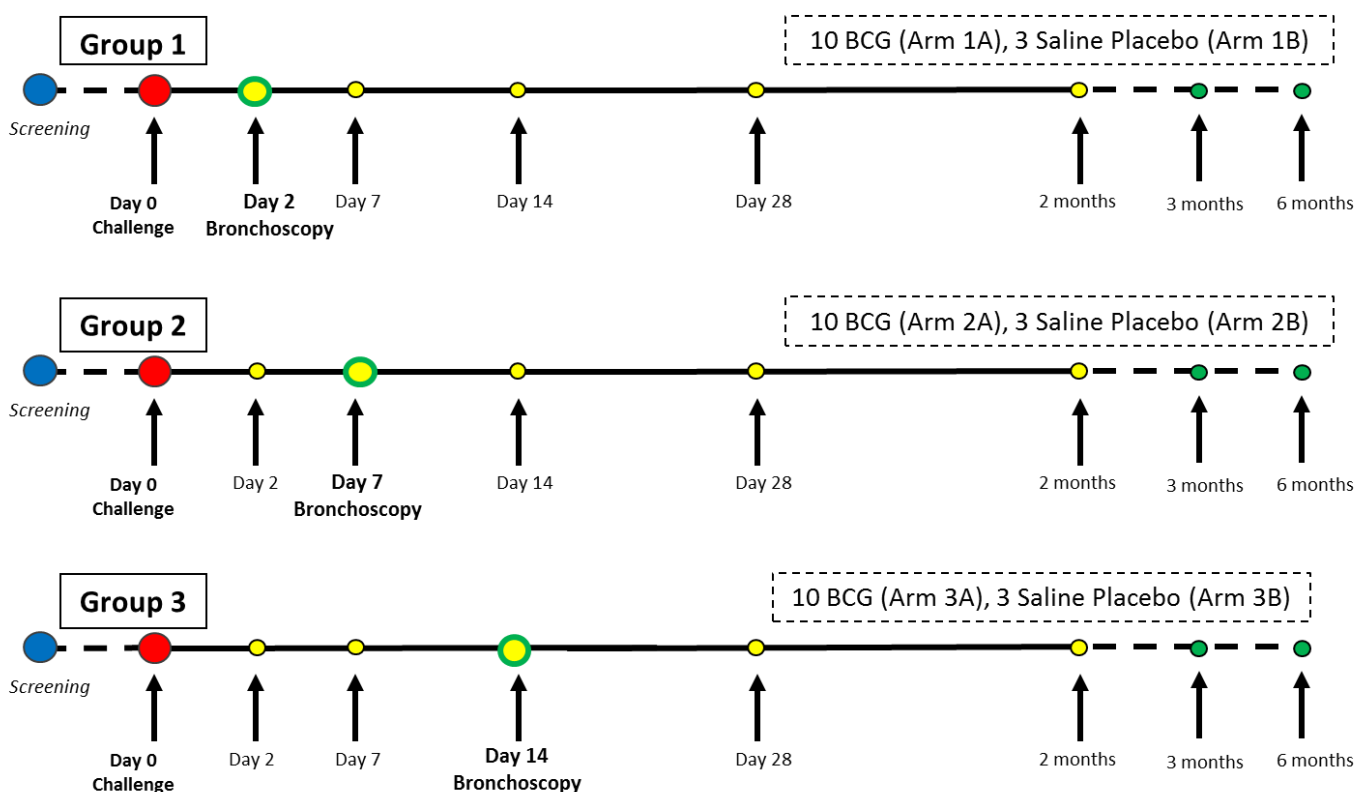 Group 1
10 BCG (Arm 1A), 3 Saline Placebo (Arm 1B)
Screening
Day 0
Challenge
Day 2
Bronchoscopy
Day 7
Day 14
Day 28
2 months
3 months
6 months
Group 2
10 BCG (Arm 2A), 3 Saline Placebo (Arm 2B)
Screening
Day 0
Challenge
Day 2
Day 7
Bronchoscopy
Day 14
Day 28
2 months
3 months
6 months
Group 3
10 BCG (Arm 3A), 3 Saline Placebo (Arm 3B)
Screening
Day 0
Challenge
Day 2
Day 7
Day 14
Bronchoscopy
Day 28
2 months
3 months
6 months